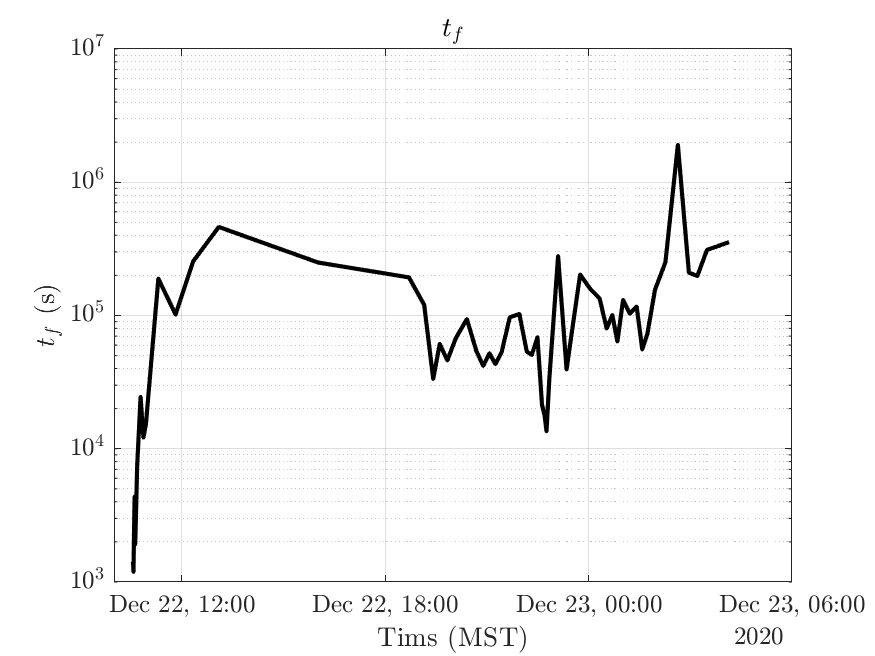 t_f
10^7
10^6
10^5
10^4
10^3
t_f (s)
Dec 22, 12:00 Dec 22, 18:00 Dec 23, 00:00 Dec 23, 06:00
Tims (MST)
2020